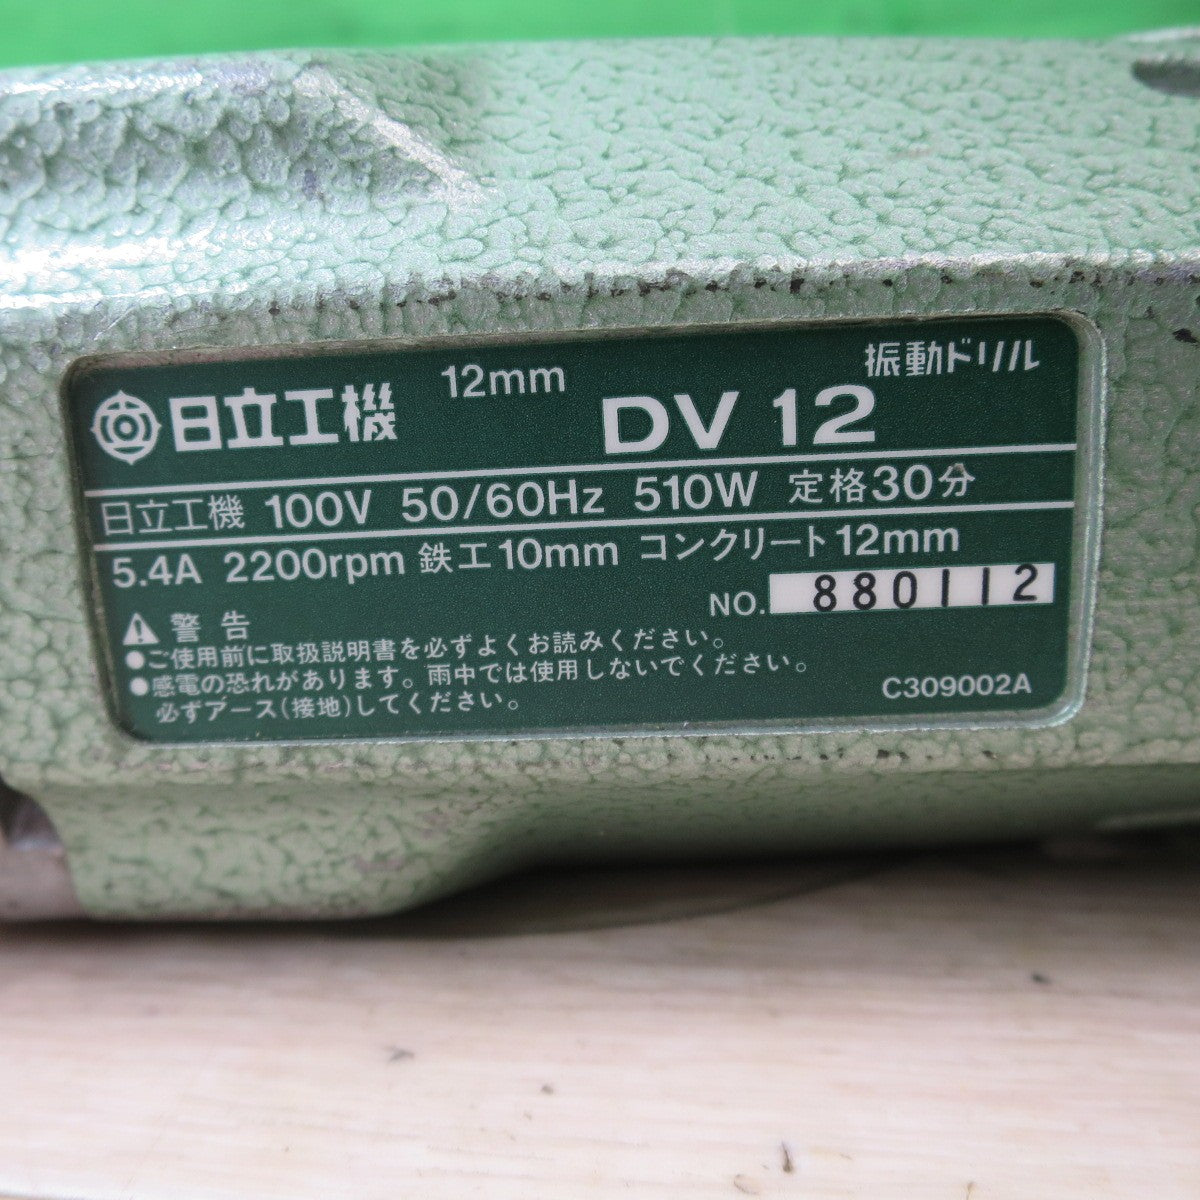 日立工機 12mm DV 12 振動ドリル
日立工機 100V 50/60Hz 510W 定格30分
5.4A 2200rpm 鉄工10mm コンクリート12mm
NO. 880112
⚠警告
●ご使用前に取扱説明書を必ずよくお読みください。
●感電の恐れがあります。雨中では使用しないでください。
必ずアース(接地)してください。
C309002A